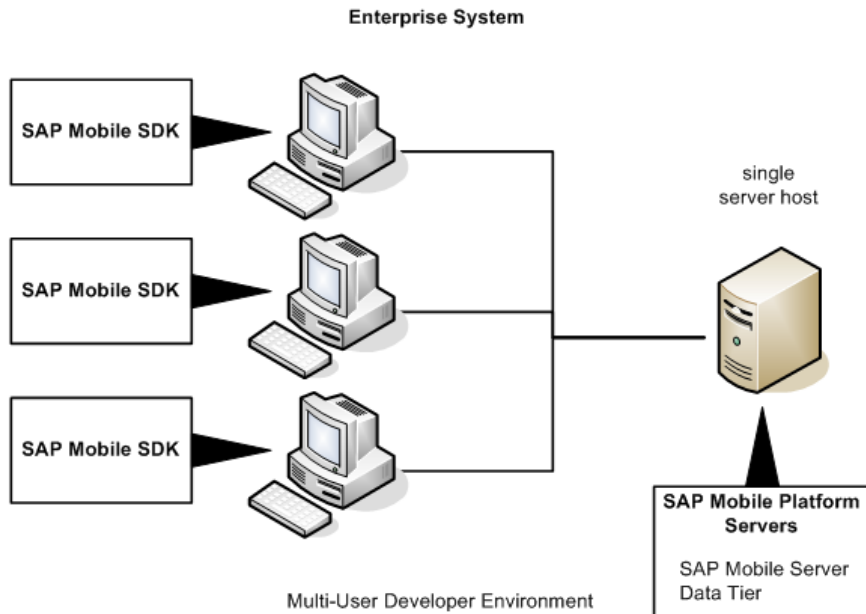 Enterprise System
SAP Mobile SDK
single
server host
SAP Mobile SDK
SAP Mobile SDK
SAP Mobile Platform
Servers
SAP Mobile Server
Data Tier
Multi-User Developer Environment